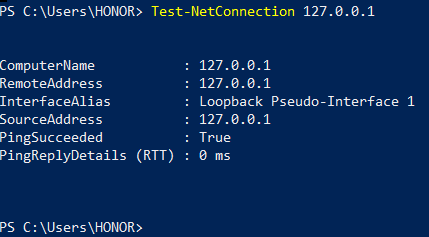 PS C:\Users\HONOR> Test-NetConnection 127.0.0.1
ComputerName : 127.0.0.1
RemoteAddress : 127.0.0.1
InterfaceAlias : Loopback Pseudo-Interface 1
SourceAddress : 127.0.0.1
PingSucceeded : True
PingReplyDetails (RTT) : 0 ms
PS C:\Users\HONOR>